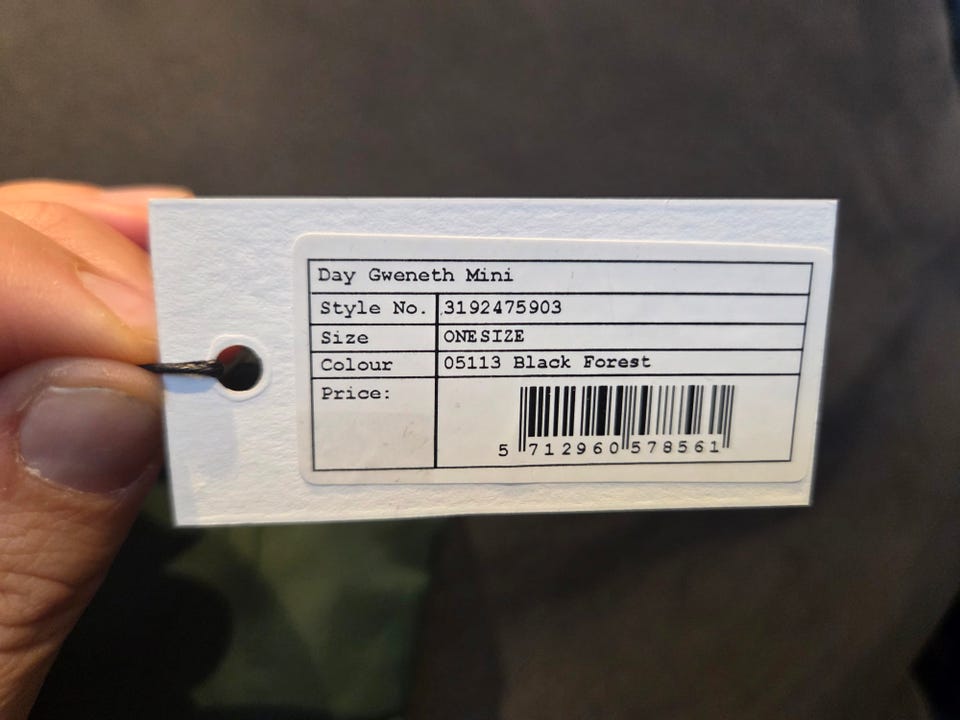 Day Gweneth Mini
Style No. 3192475903
Size ONESIZE
Colour 05113 Black Forest
Price:
5 712960 578561